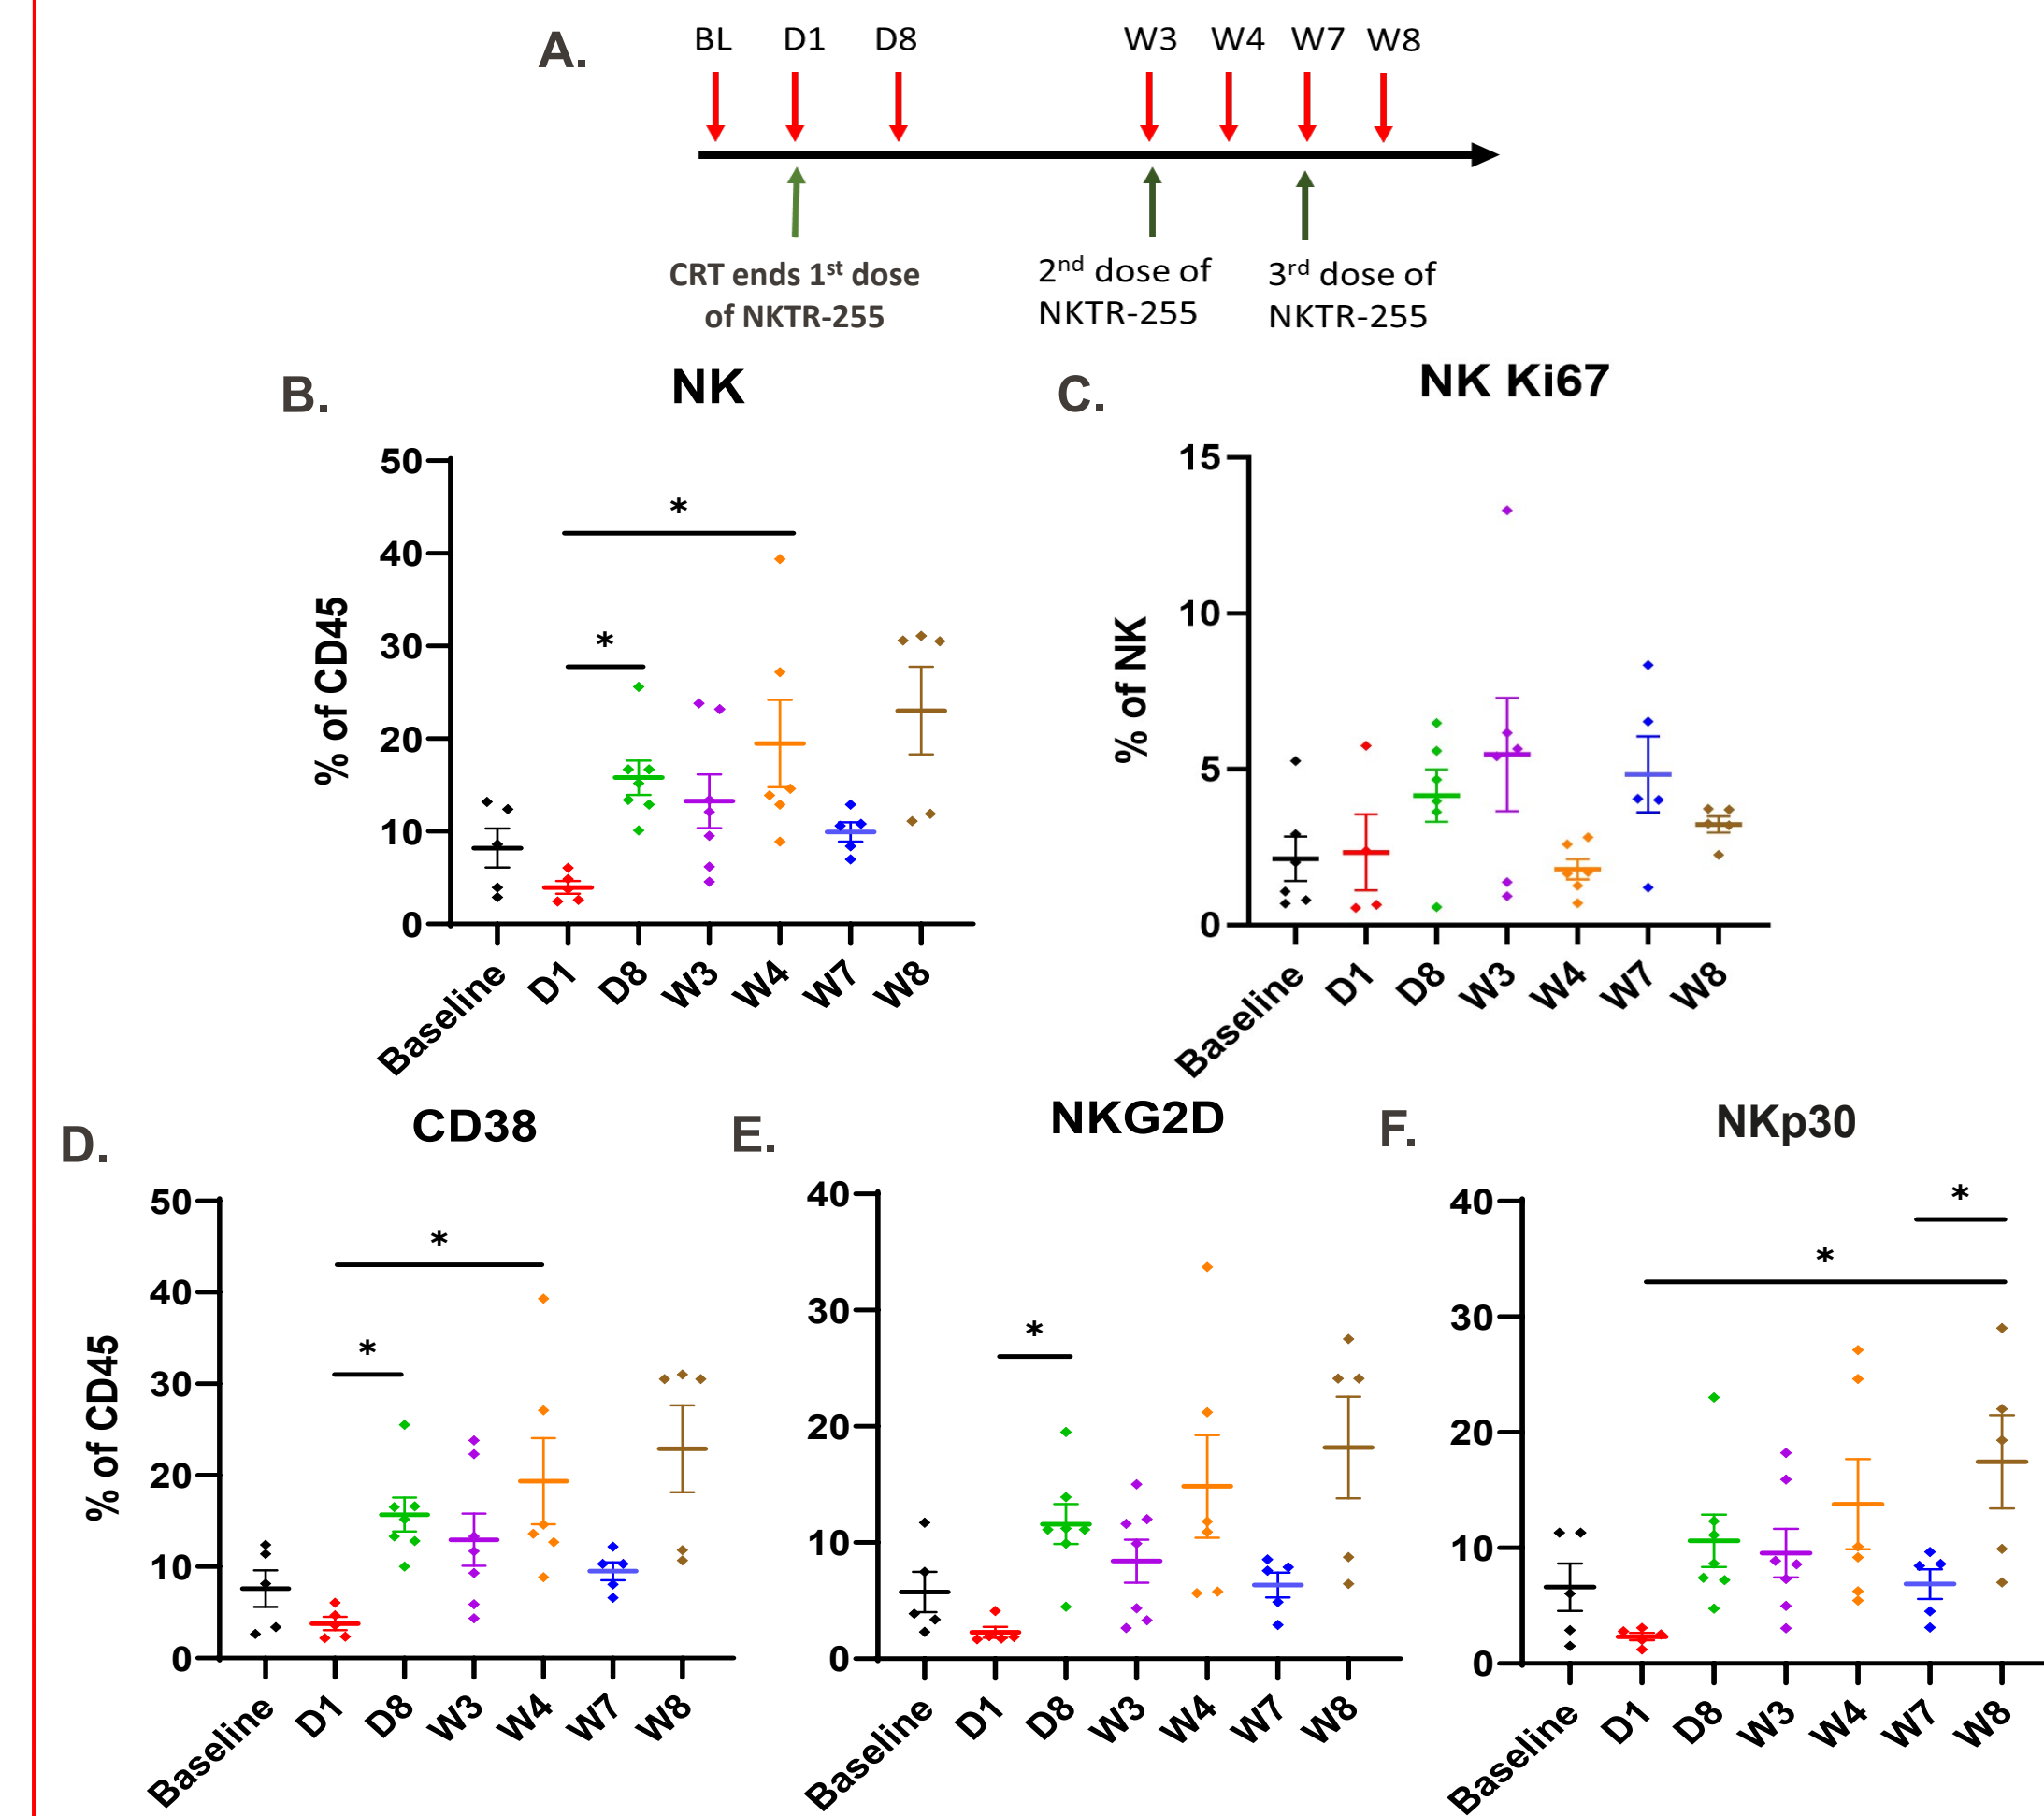 A.
BL D1 D8 W3 W4 W7 W8
CRT ends 1st dose
of NKTR-255
2nd dose of
NKTR-255
3rd dose of
NKTR-255
B.
NK
50
40
30
20
10
0
% of CD45
*
*
Baseline D1 D8 W3 W4 W7 W8
C.
NK Ki67
15
10
5
0
% of NK
Baseline D1 D8 W3 W4 W7 W8
D.
CD38
50
40
30
20
10
0
% of CD45
*
*
Baseline D1 D8 W3 W4 W7 W8
E.
NKG2D
40
30
20
10
0
*
Baseline D1 D8 W3 W4 W7 W8
F.
NKp30
40
30
20
10
0
*
*
Baseline D1 D8 W3 W4 W7 W8